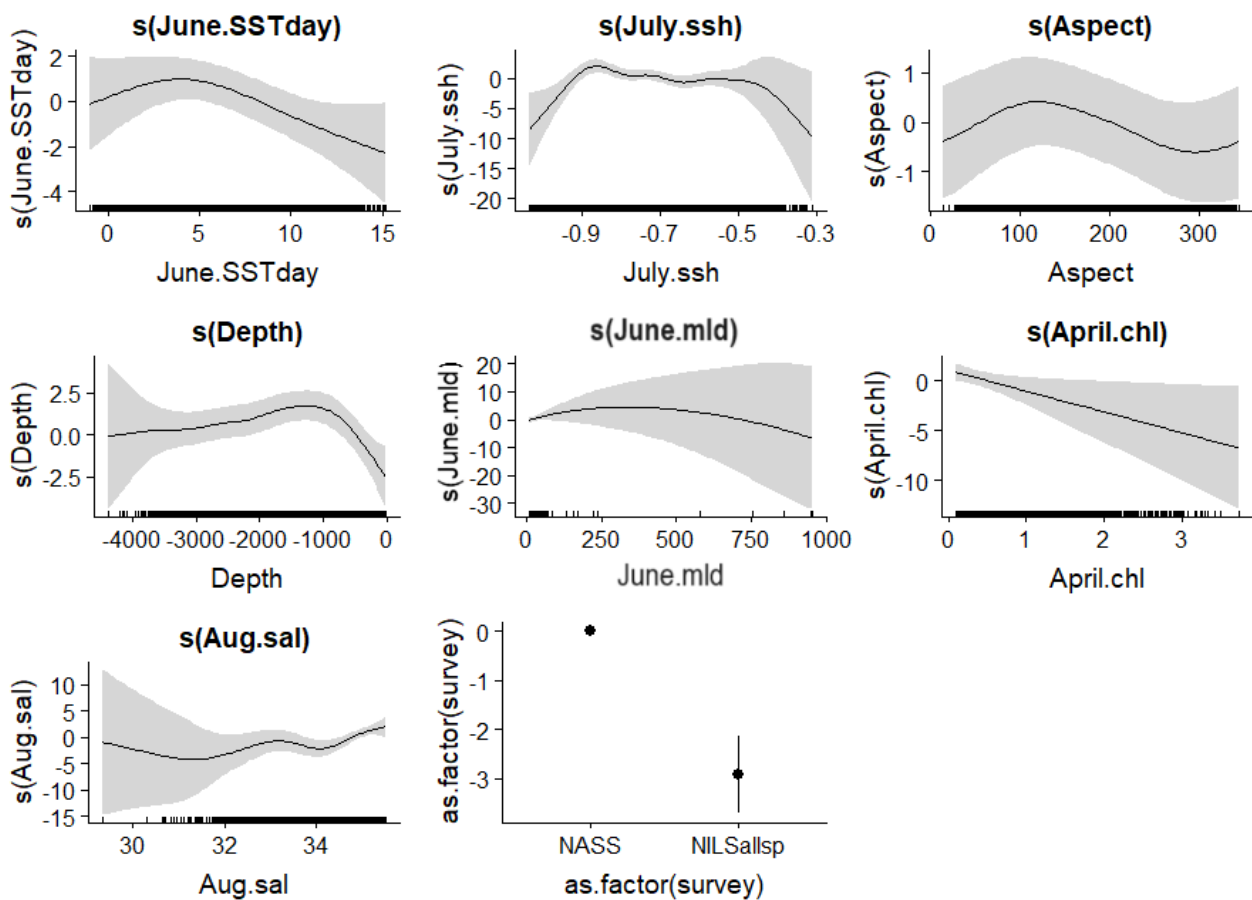 s(June.SSTday)
s(June.SSTday)
2
0
-2
-4
0 5 10 15
June.SSTday
s(July.ssh)
s(July.ssh)
0
-5
-10
-15
-20
-0.9 -0.7 -0.5 -0.3
July.ssh
s(Aspect)
s(Aspect)
1
0
-1
0 100 200 300
Aspect
s(Depth)
s(Depth)
2.5
0.0
-2.5
-4000 -3000 -2000 -1000 0
Depth
s(June.mld)
s(June.mld)
20
10
0
-10
-20
-30
0 250 500 750 1000
June.mld
s(April.chl)
s(April.chl)
0
-5
-10
0 1 2 3
April.chl
s(Aug.sal)
s(Aug.sal)
10
5
0
-5
-10
-15
30 32 34
Aug.sal
as.factor(survey)
0
-1
-2
-3
NASS NILSallsp
as.factor(survey)